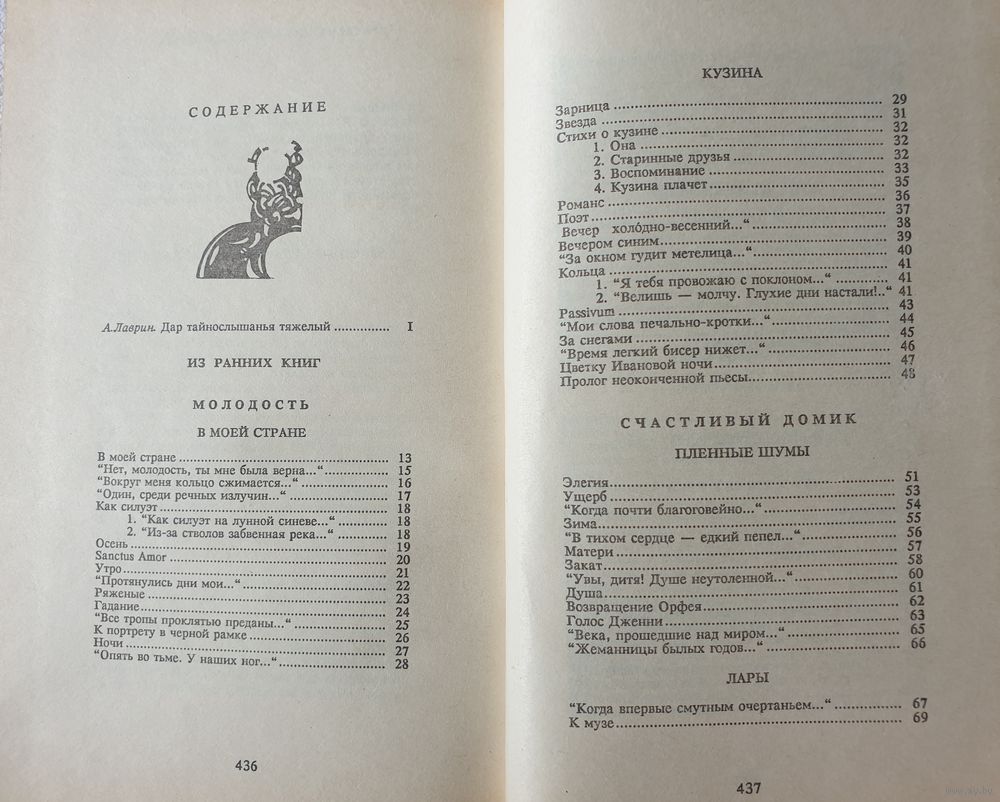 СОДЕРЖАНИЕ
А.Лаврин. Дар тайнослышанья тяжелый .............. I
ИЗ РАННИХ КНИГ
МОЛОДОСТЬ
В МОЕЙ СТРАНЕ
В моей стране .............. 13
“Нет, молодость, ты мне была верна...“ .............. 15
“Вокруг меня кольцо сжимается...“ .............. 16
“Один, среди речных излучин...“ .............. 17
Как силуэт .............. 18
1. “Как силуэт на лунной синеве...“ .............. 18
2. “Из-за стволов забвенная река...“ .............. 18
Осень .............. 19
Sanctus Amor .............. 20
Утро .............. 21
“Протянулись дни мои...“ .............. 22
Ряженые .............. 23
Гадание .............. 24
“Все тропы проклятью преданы...“ .............. 25
К портрету в черной рамке .............. 26
Ночи .............. 27
“Опять во тьме. У наших ног...“ .............. 28
436
КУЗИНА
Зарница .............. 29
Звезда .............. 31
Стихи о кузине .............. 32
1. Она .............. 32
2. Старинные друзья .............. 32
3. Воспоминание .............. 33
4. Кузина плачет .............. 35
Романс .............. 36
Поэт .............. 37
Вечер холо́дно-весенний...“ .............. 38
Вечером синим .............. 39
“За окном гудит метелица...“ .............. 40
Кольца .............. 41
1. “Я тебя провожаю с поклоном...“ .............. 41
2. “Велишь — молчу. Глухие дни настали!..“ 41
Passivum .............. 43
“Мои слова печально-кротки...“ .............. 44
За снегами .............. 45
“Время легкий бисер нижет...“ .............. 46
Цветку Ивановой ночи .............. 47
Пролог неоконченной пьесы .............. 48
СЧАСТЛИВЫЙ ДОМИК
ПЛЕННЫЕ ШУМЫ
Элегия .............. 51
Ущерб .............. 53
“Когда почти благоговейно...“ .............. 54
Зима .............. 55
“В тихом сердце — едкий пепел...“ .............. 56
Матери .............. 57
Закат .............. 58
“Увы, дитя! Душе неутоленной...“ .............. 60
Душа .............. 61
Возвращение Орфея .............. 62
Голос Дженни .............. 63
“Века, прошедшие над миром...“ .............. 65
“Жеманницы былых годов...“ .............. 66
ЛАРЫ
“Когда впервые смутным очертаньем...“ .............. 67
К музе .............. 69
437